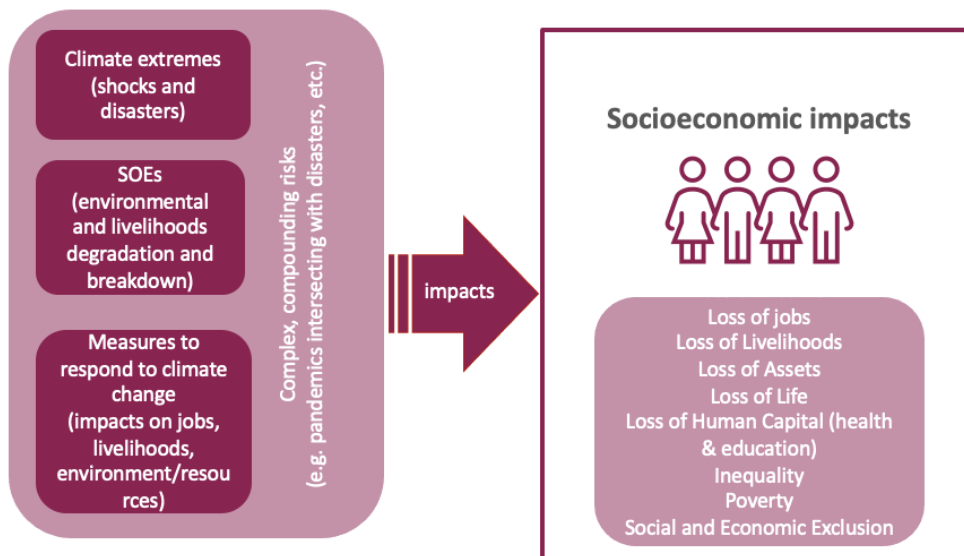 Climate extremes
(shocks and
disasters)
SOEs
(environmental
and livelihoods
degradation and
breakdown)
Measures to
respond to climate
change
(impacts on jobs,
livelihoods,
environment/resou
rces)
Complex, compounding risks
(e.g. pandemics intersecting with disasters, etc.)
impacts
Socioeconomic impacts
Loss of jobs
Loss of Livelihoods
Loss of Assets
Loss of Life
Loss of Human Capital (health
& education)
Inequality
Poverty
Social and Economic Exclusion